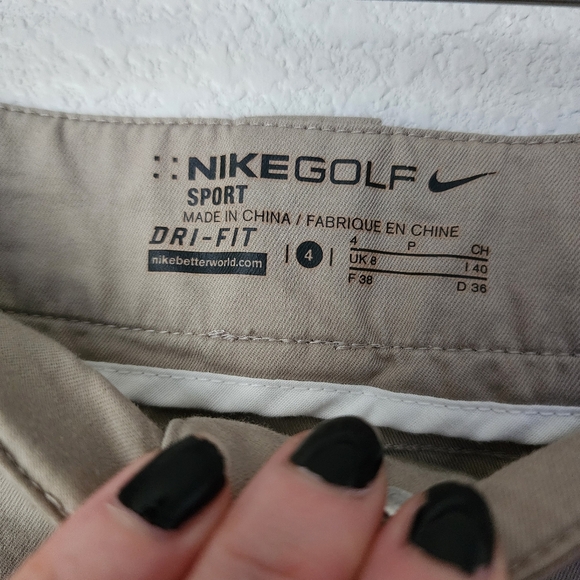 NIKEGOLF
SPORT
MADE IN CHINA / FABRIQUE EN CHINE
DRI-FIT
nikebetterworld.com
4
4 P CH
UK 8 I 40
F 38 D 36